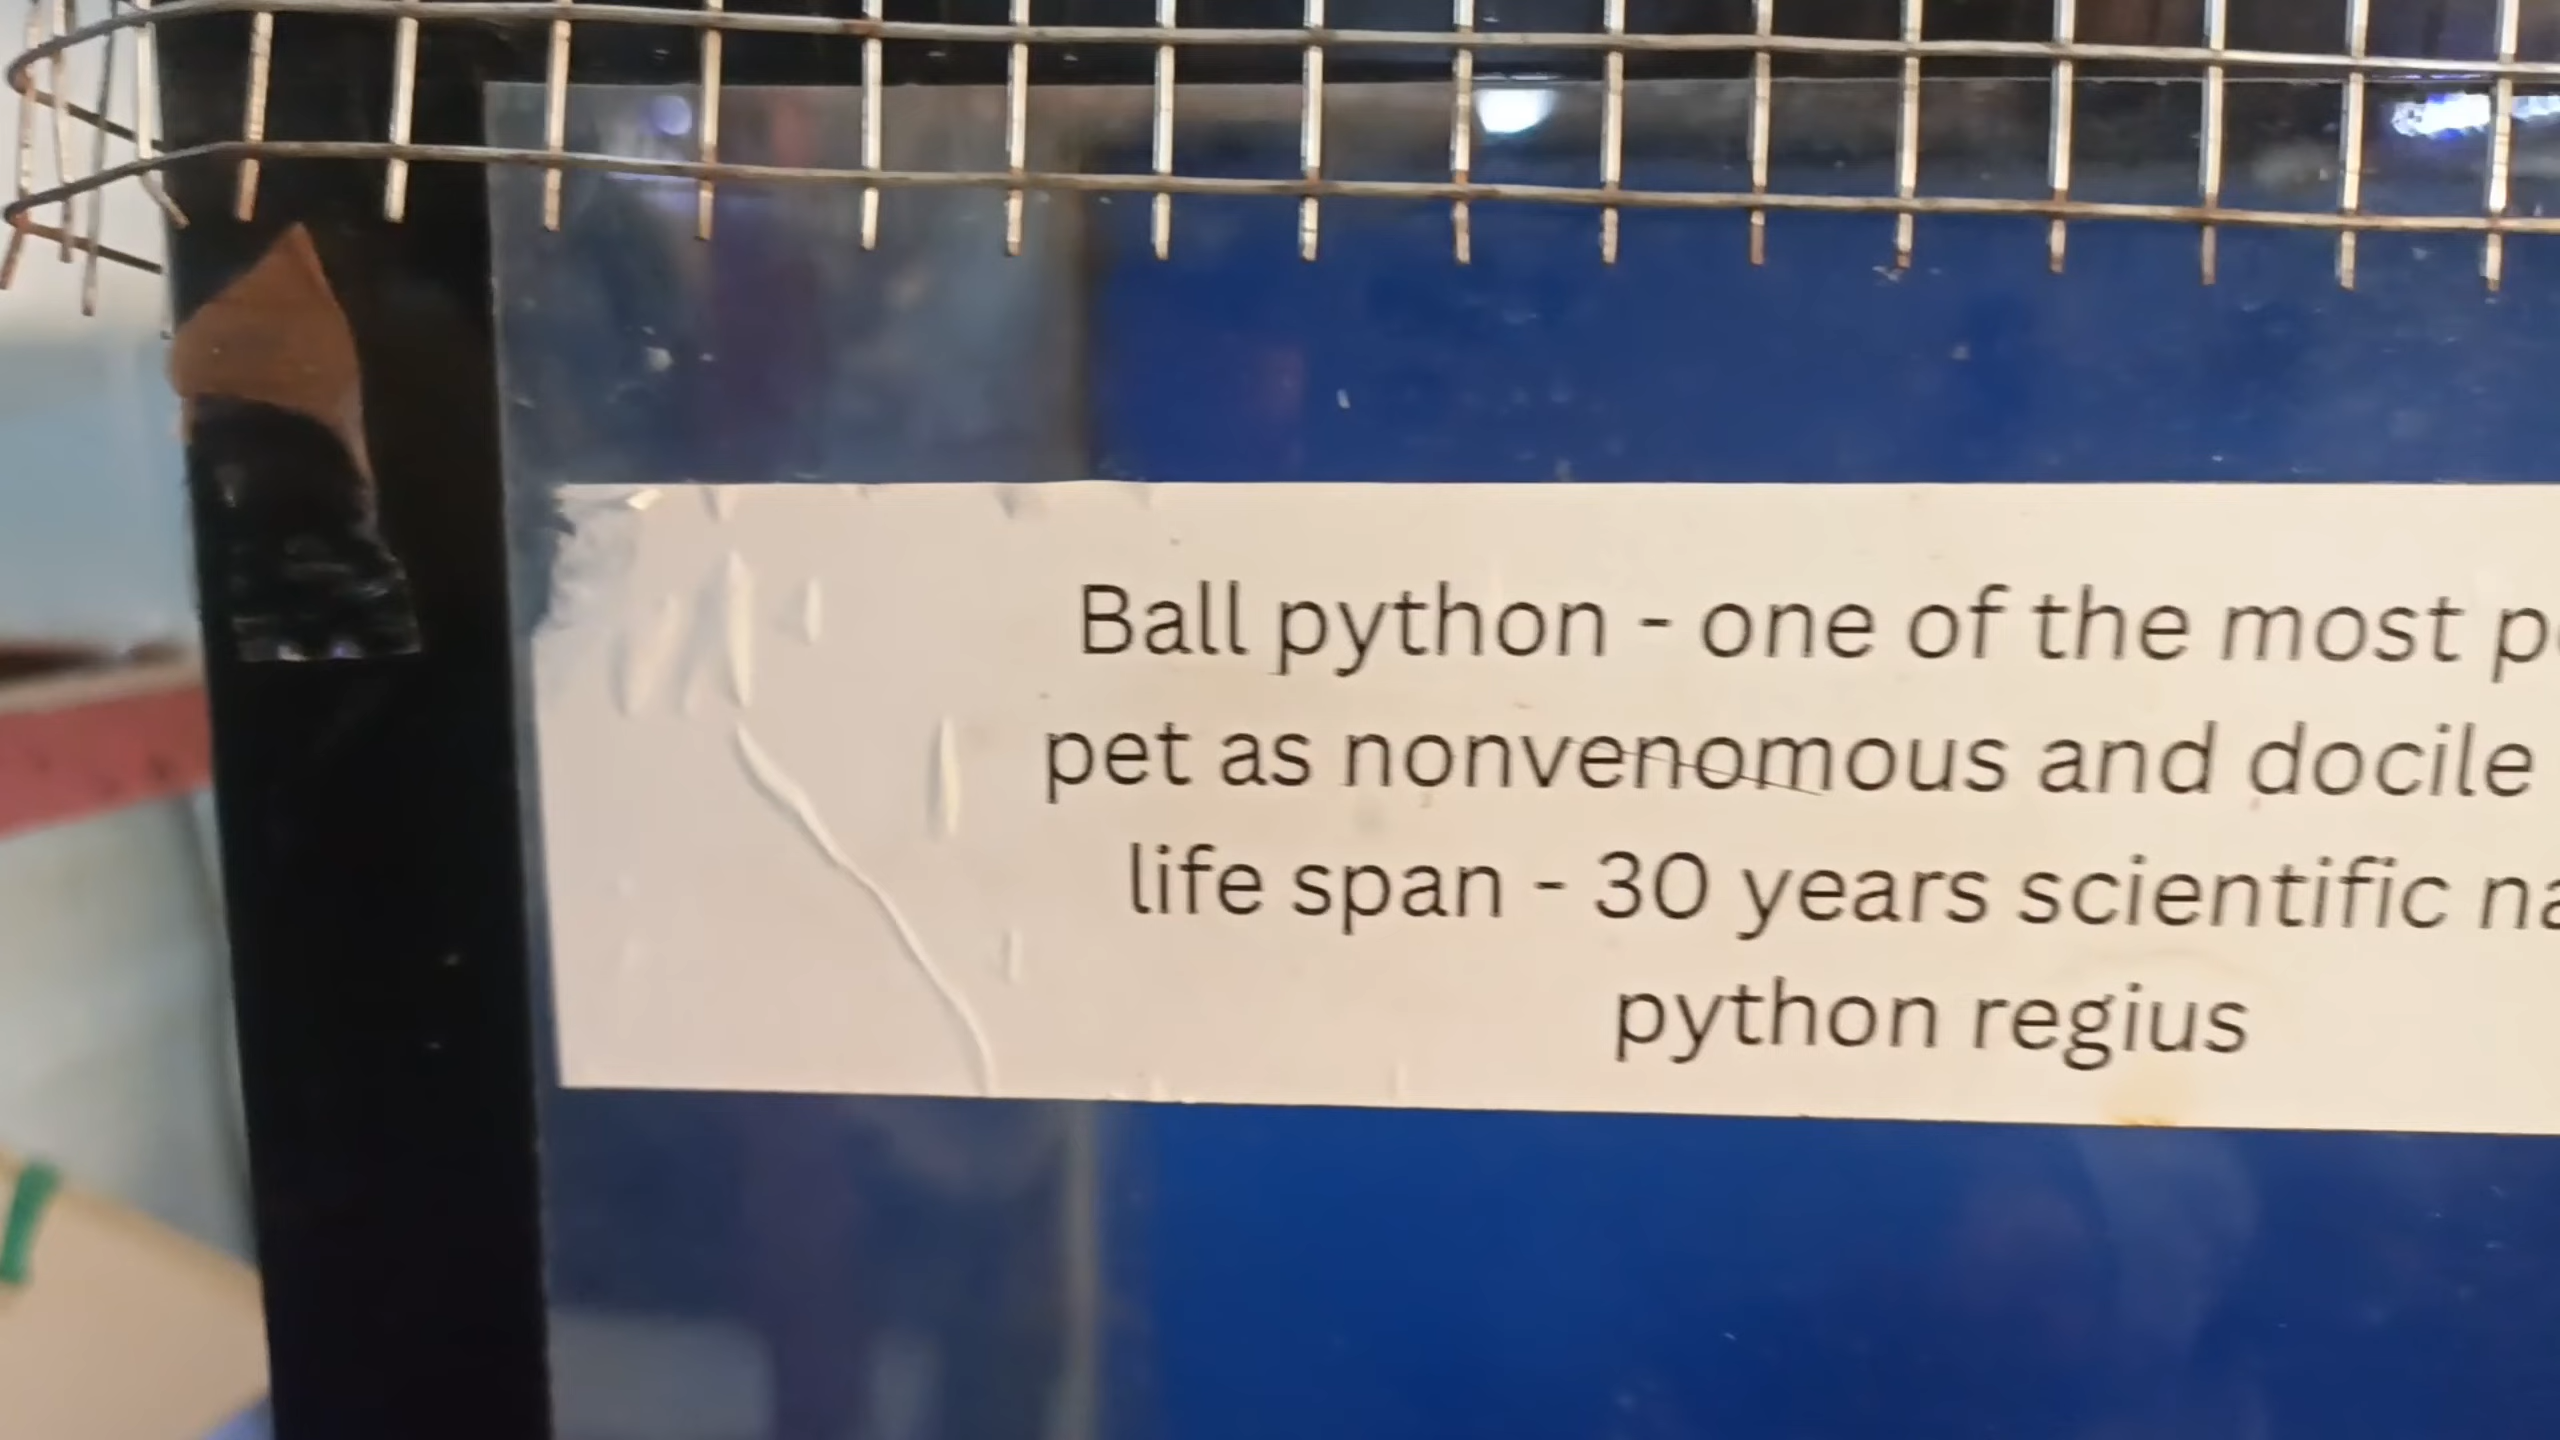 Ball python - one of the most
pet as nonvenomous and docile
life span - 30 years scientific
python regius